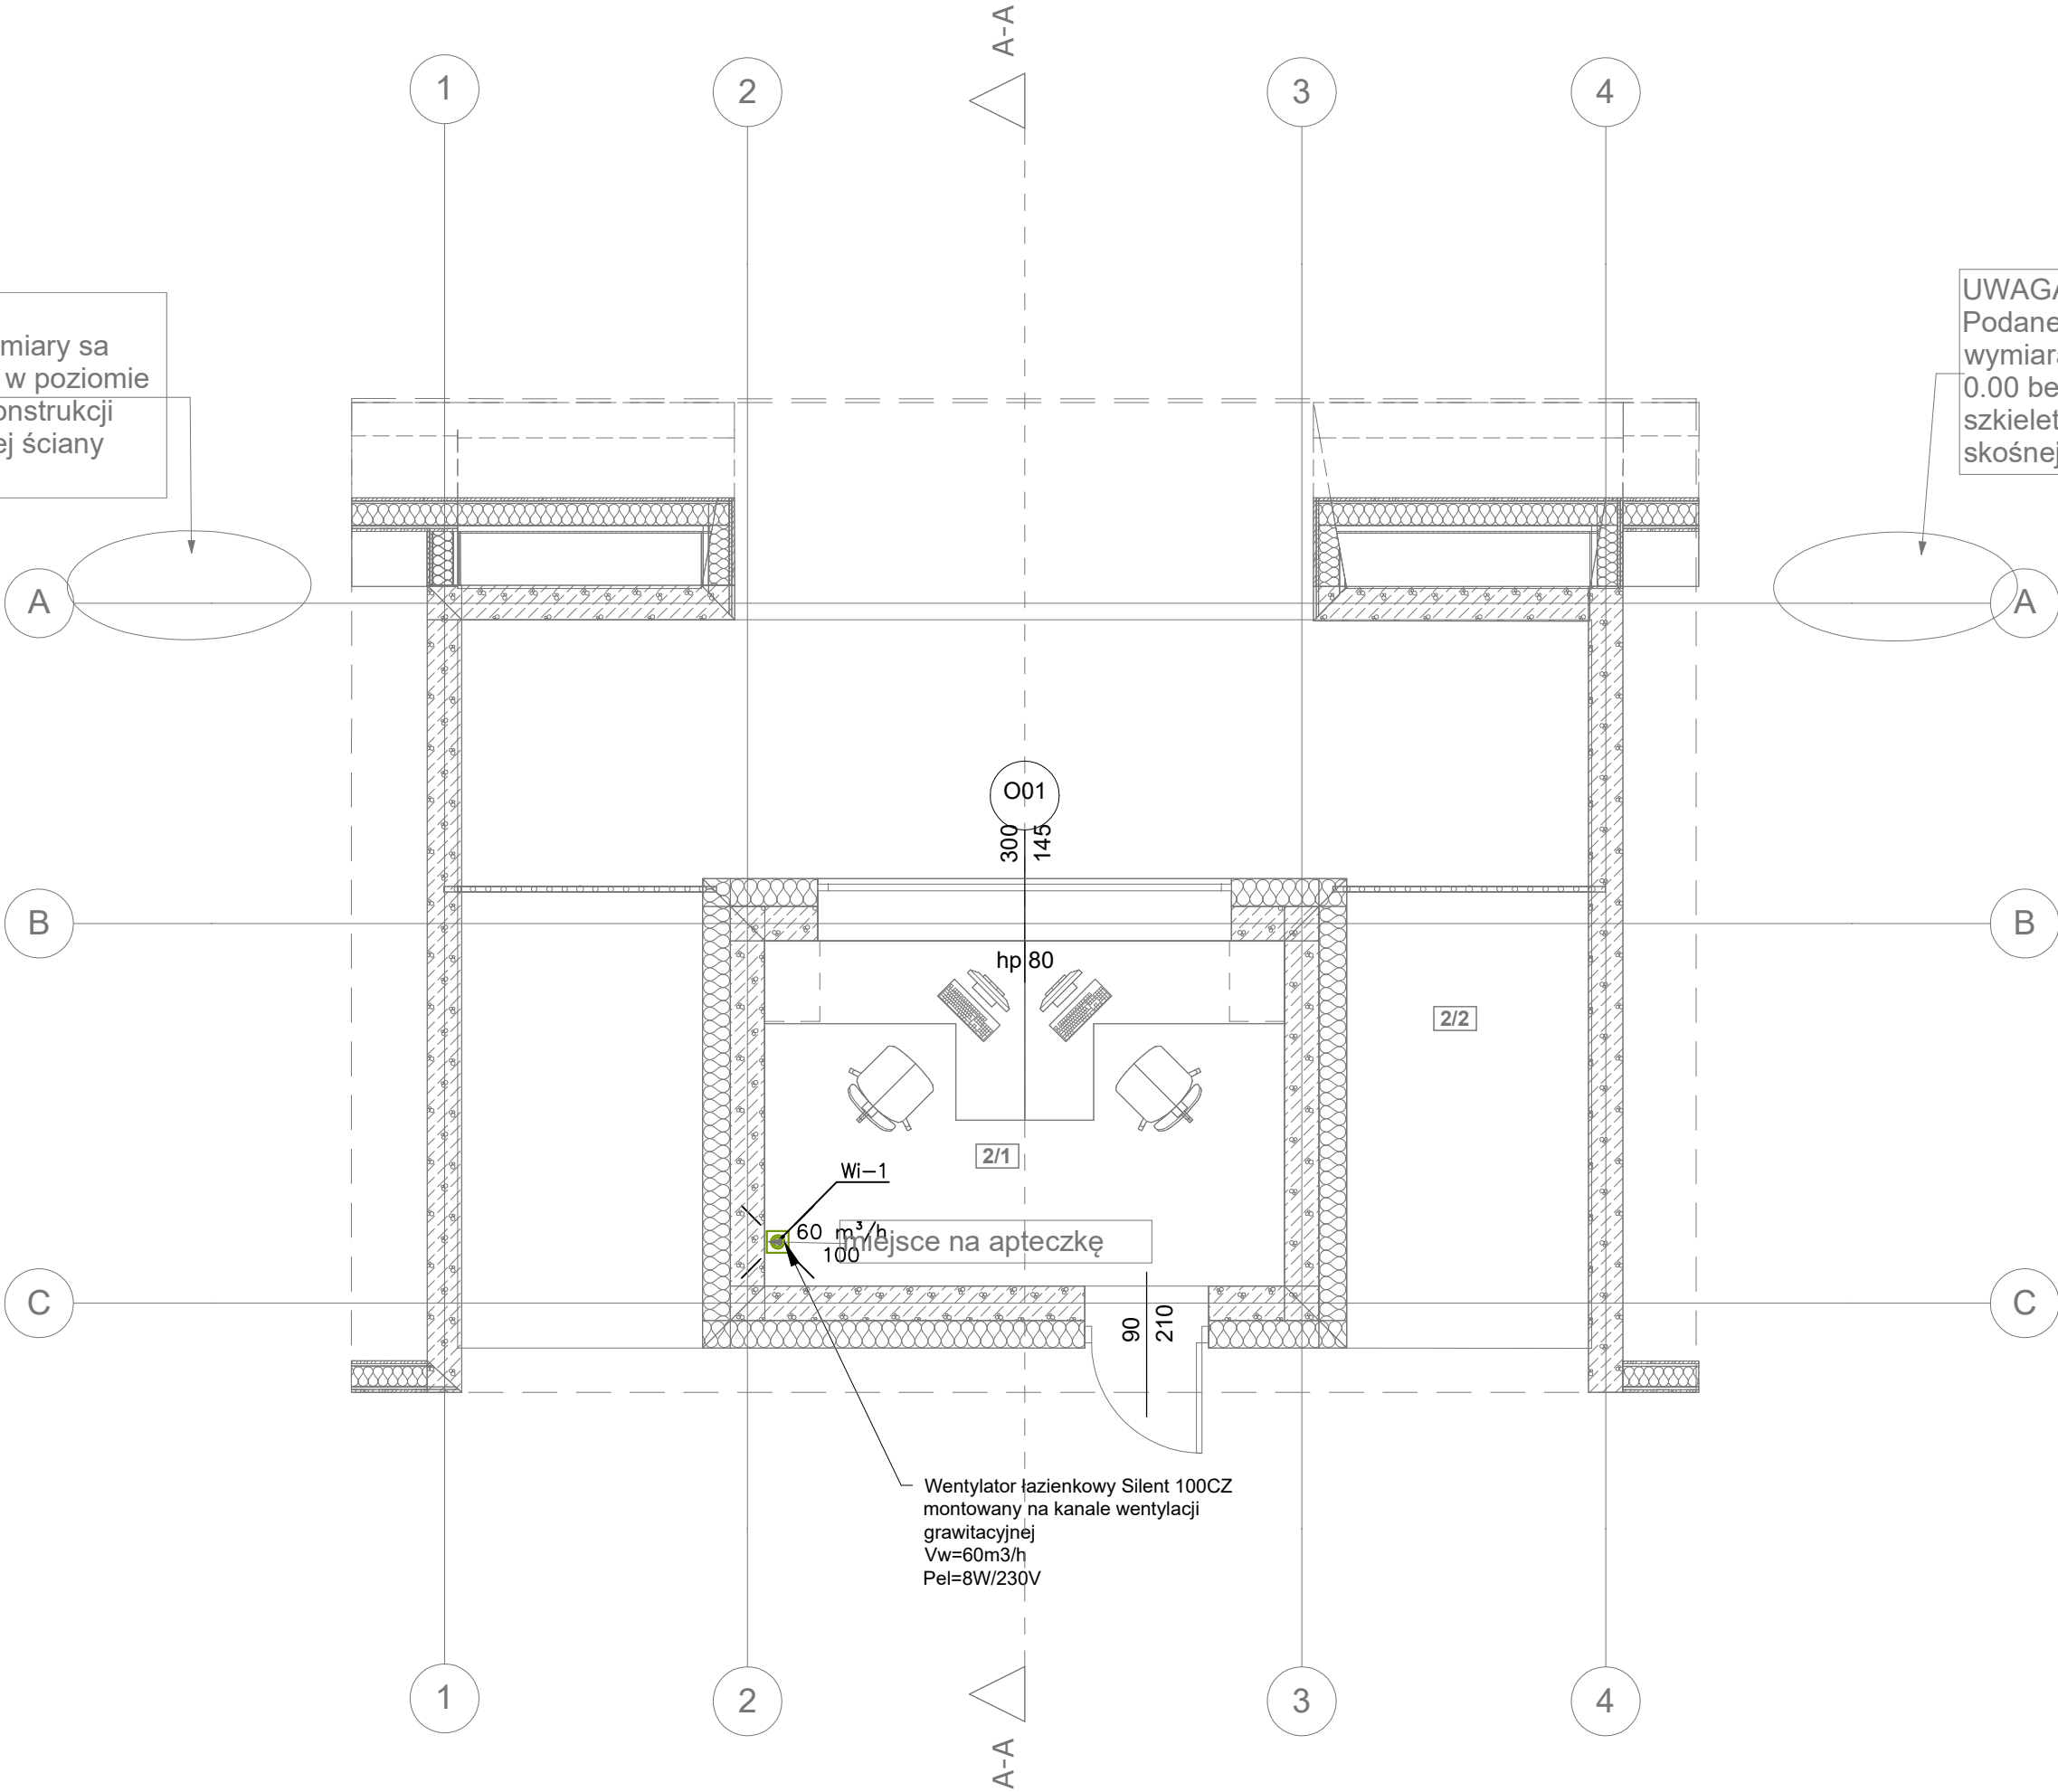 A-A
1
2
3
4
miary sa
w poziomie
onstrukcji
ej ściany
UWAGA
Podane
wymiara
0.00 be
szkielet
skośnej
A
A
O01
300
145
B
B
hp 80
2/2
2/1
Wi-1
60 m³/h
100
miejsce na apteczkę
C
C
90
210
Wentylator łazienkowy Silent 100CZ
montowany na kanale wentylacji
grawitacyjnej
Vw=60m3/h
Pel=8W/230V
1
2
3
4
A-A